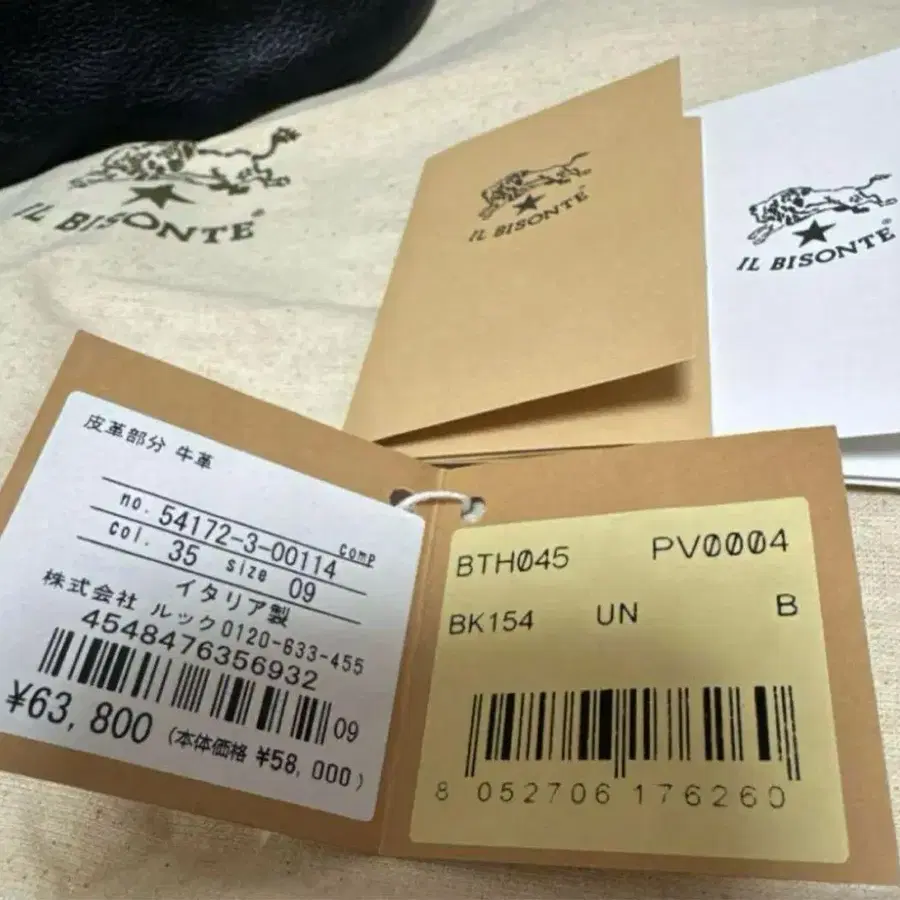 IL BISONTE
IL BISONTE
IL BISONTE
皮革部分 牛革
comp
no. 54172-3-00114
col. 35 size 09
イタリア製
株式会社 ルック 0120-633-455
4548476356932
09
¥63,800 (本体価格 ¥58,000)
BTH045 PV0004
BK154 UN B
8 052706 176260